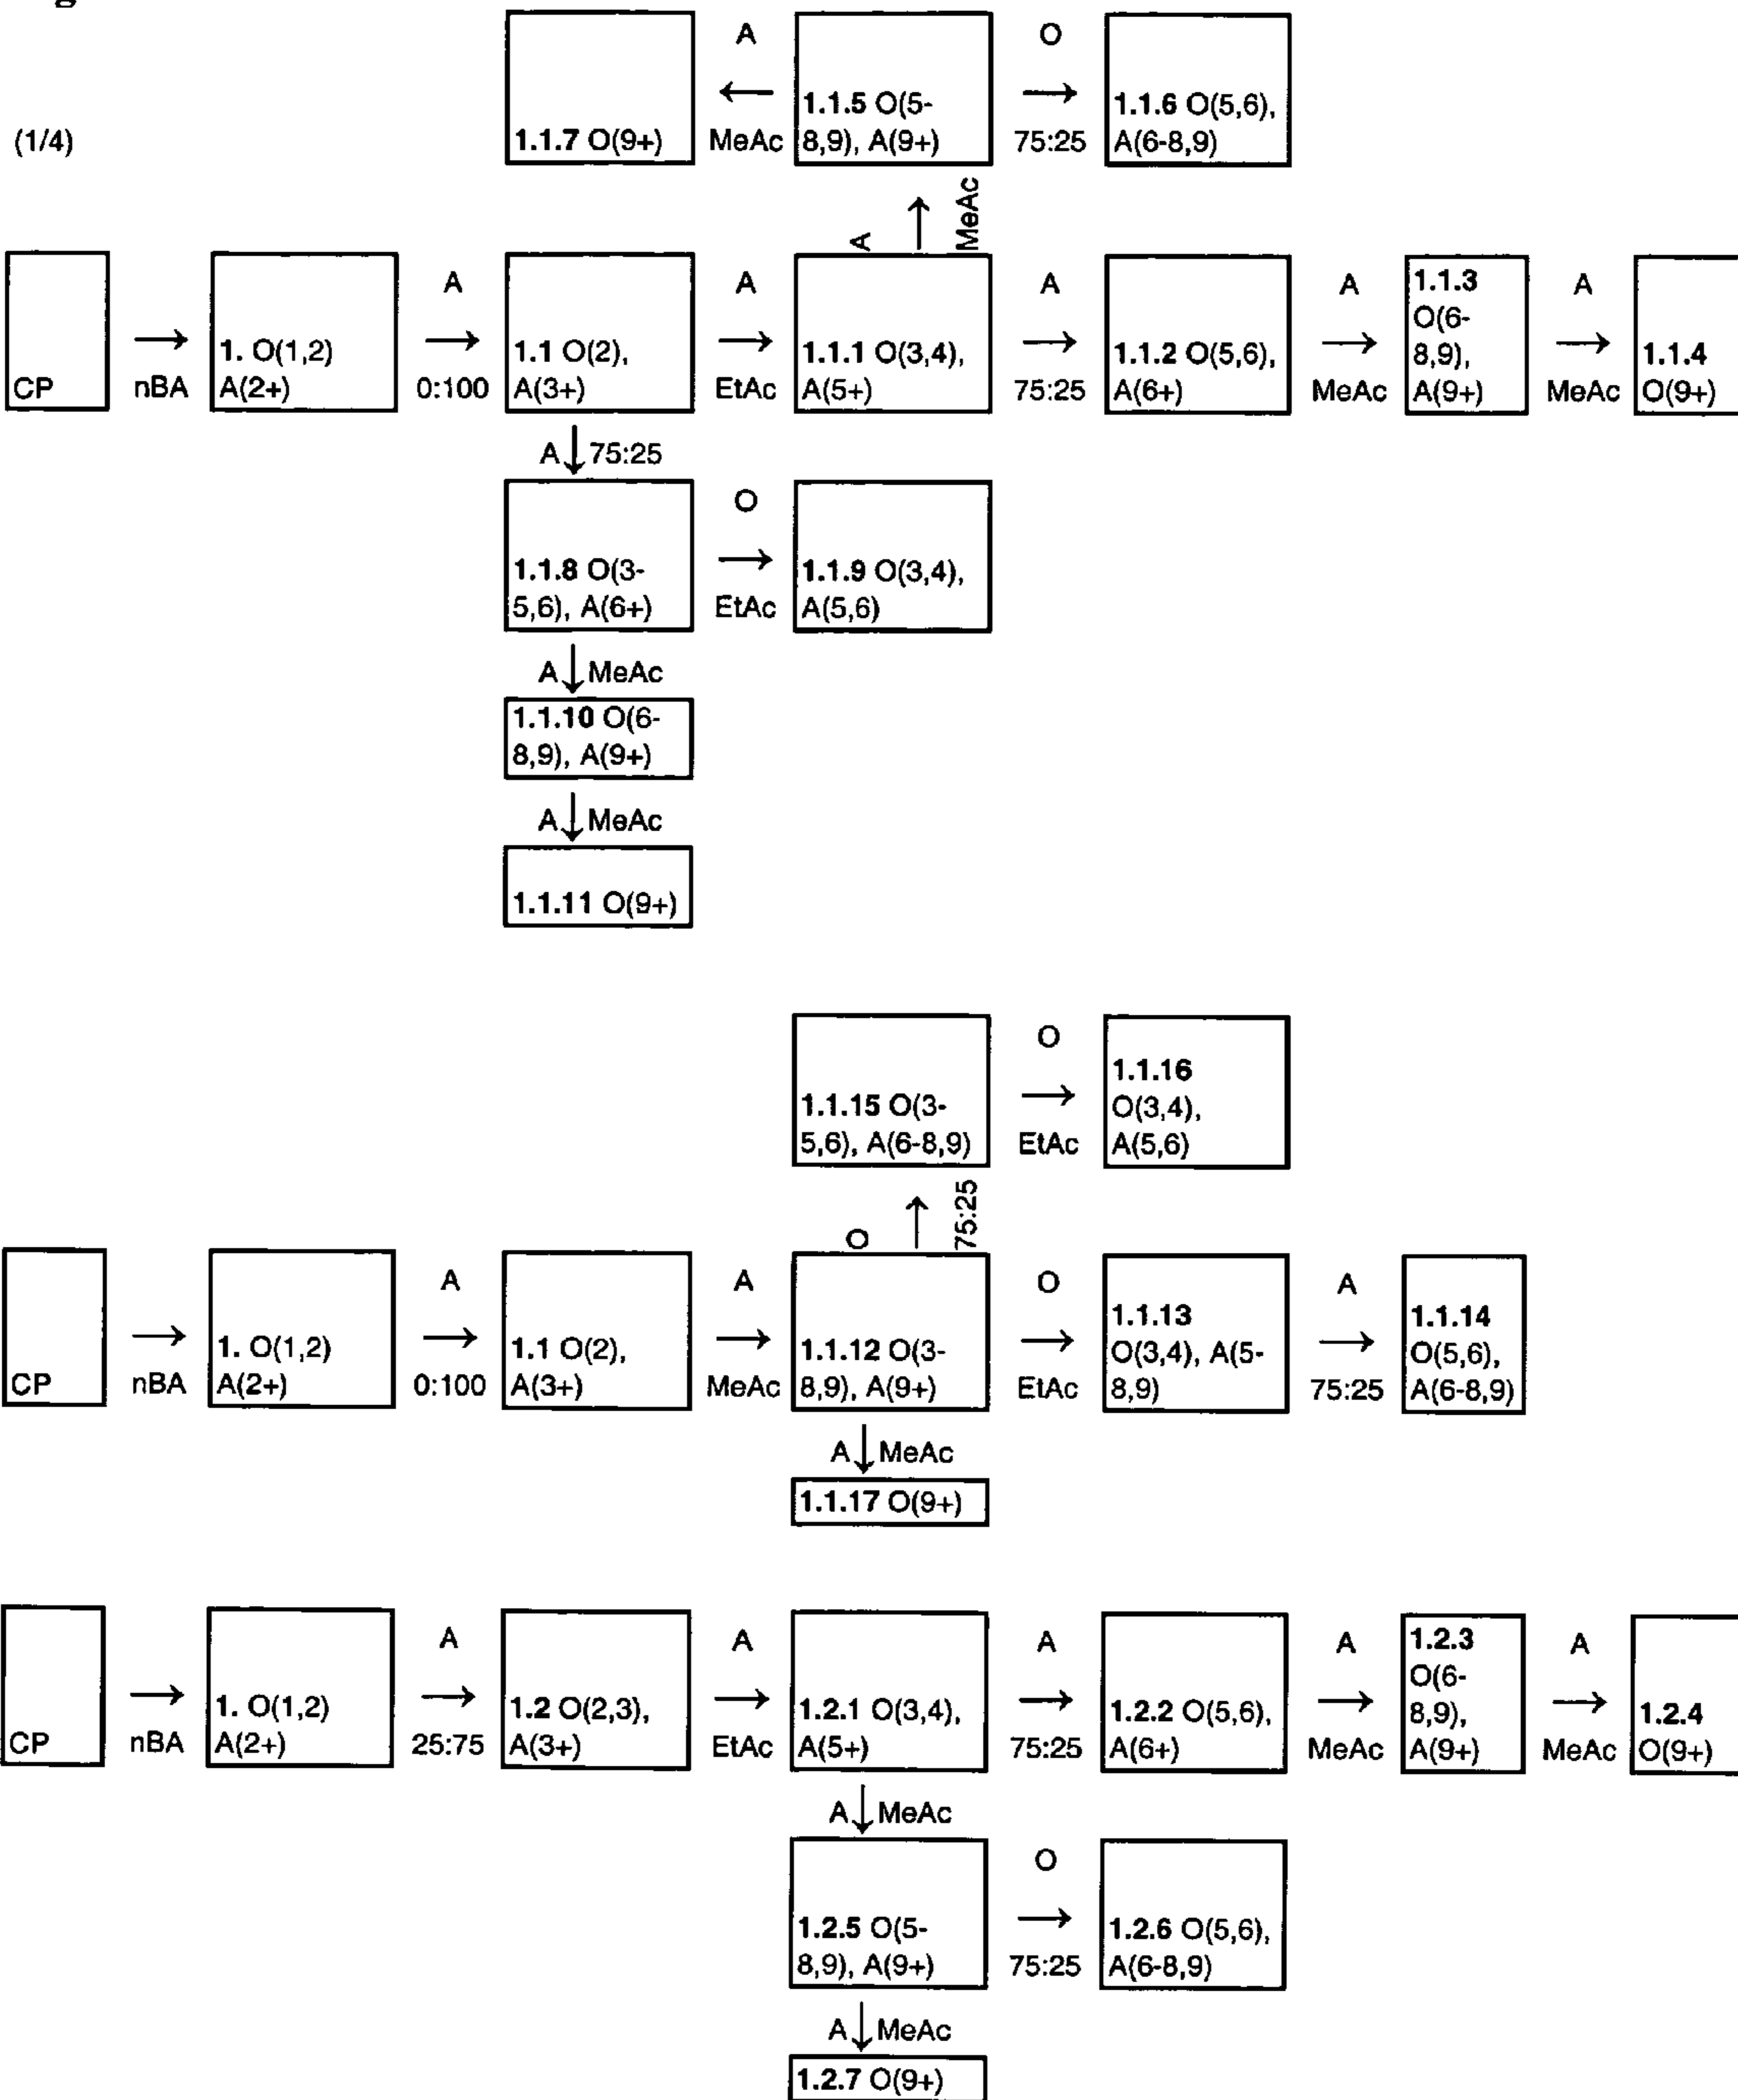 (1/4)
1.1.7 O(9+)
A
MeAc
1.1.5 O(5-
8,9), A(9+)
O
75:25
1.1.6 O(5,6),
A(6-8,9)
A
MeAc
CP
nBA
1. O(1,2)
A(2+)
A
0:100
1.1 O(2),
A(3+)
A
EtAc
1.1.1 O(3,4),
A(5+)
A
75:25
1.1.2 O(5,6),
A(6+)
A
MeAc
1.1.3
O(6-
8,9),
A(9+)
A
MeAc
1.1.4
O(9+)
A 75:25
1.1.8 O(3-
5,6), A(6+)
O
EtAc
1.1.9 O(3,4),
A(5,6)
A MeAc
1.1.10 O(6-
8,9), A(9+)
A MeAc
1.1.11 O(9+)
1.1.15 O(3-
5,6), A(6-8,9)
O
EtAc
1.1.16
O(3,4),
A(5,6)
O
75:25
CP
nBA
1. O(1,2)
A(2+)
A
0:100
1.1 O(2),
A(3+)
A
MeAc
1.1.12 O(3-
8,9), A(9+)
O
EtAc
1.1.13
O(3,4), A(5-
8,9)
A
75:25
1.1.14
O(5,6),
A(6-8,9)
A MeAc
1.1.17 O(9+)
CP
nBA
1. O(1,2)
A(2+)
A
25:75
1.2 O(2,3),
A(3+)
A
EtAc
1.2.1 O(3,4),
A(5+)
A
75:25
1.2.2 O(5,6),
A(6+)
A
MeAc
1.2.3
O(6-
8,9),
A(9+)
A
MeAc
1.2.4
O(9+)
A MeAc
1.2.5 O(5-
8,9), A(9+)
O
75:25
1.2.6 O(5,6),
A(6-8,9)
A MeAc
1.2.7 O(9+)